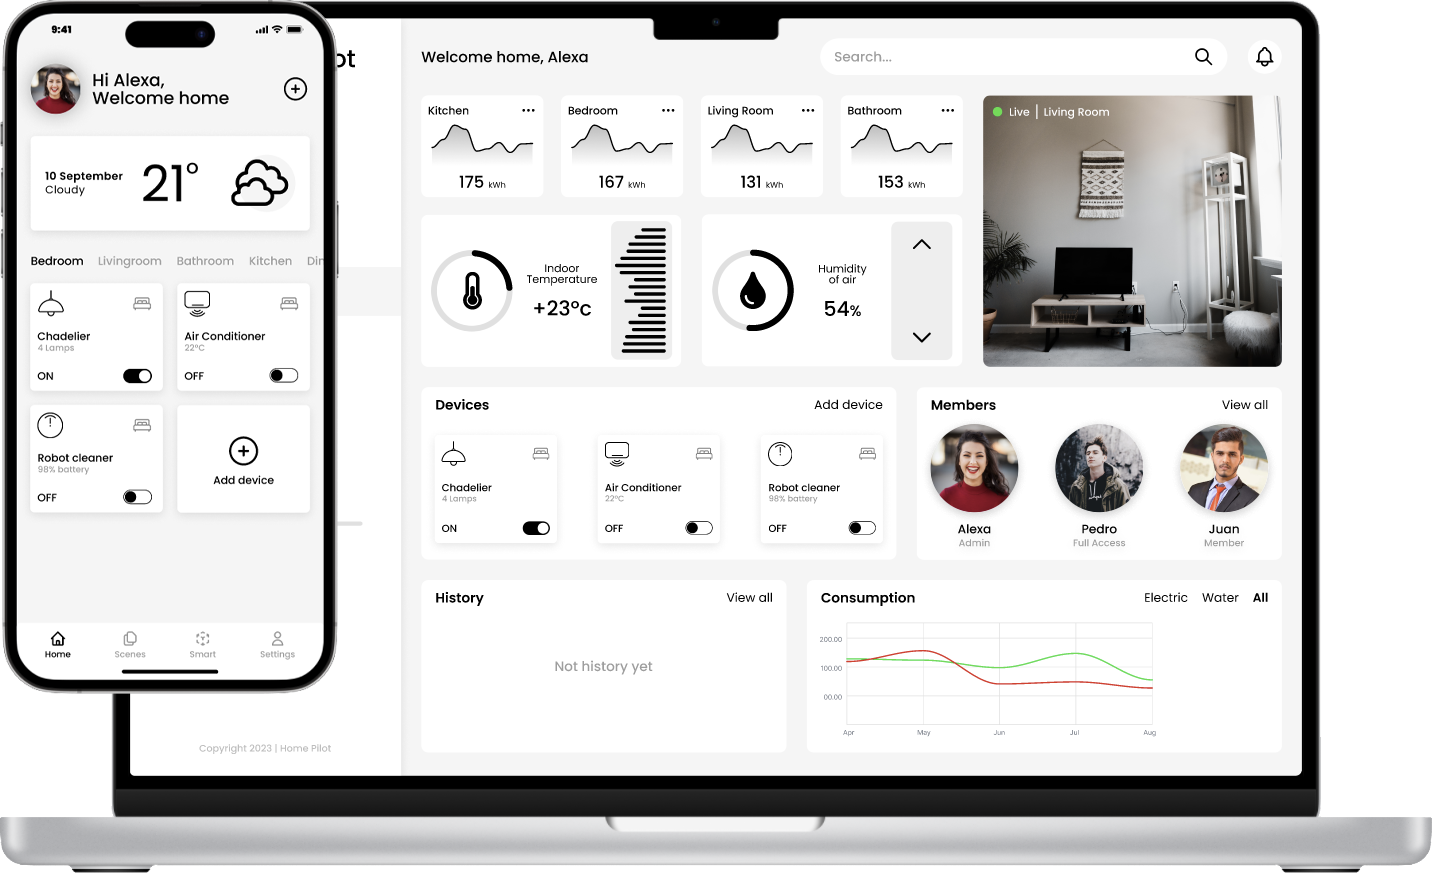 9:41
Hi Alexa,
Welcome home
10 September
Cloudy
21°
Bedroom Livingroom Bathroom Kitchen Din
Chadelier
4 Lamps
ON
Air Conditioner
22°C
OFF
Robot cleaner
98% battery
OFF
Add device
Home Scenes Smart Settings
ot
Copyright 2023 | Home Pilot
Welcome home, Alexa
Search...
Kitchen
175 kWh
Bedroom
167 kWh
Living Room
131 kWh
Bathroom
153 kWh
Live | Living Room
Indoor
Temperature
+23°c
Humidity
of air
54%
Devices
Add device
Chadelier
4 Lamps
ON
Air Conditioner
22°C
OFF
Robot cleaner
98% battery
OFF
Members
View all
Alexa
Admin
Pedro
Full Access
Juan
Member
History
View all
Not history yet
Consumption
Electric Water All
200.00
100.00
00.00
Apr May Jun Jul Aug